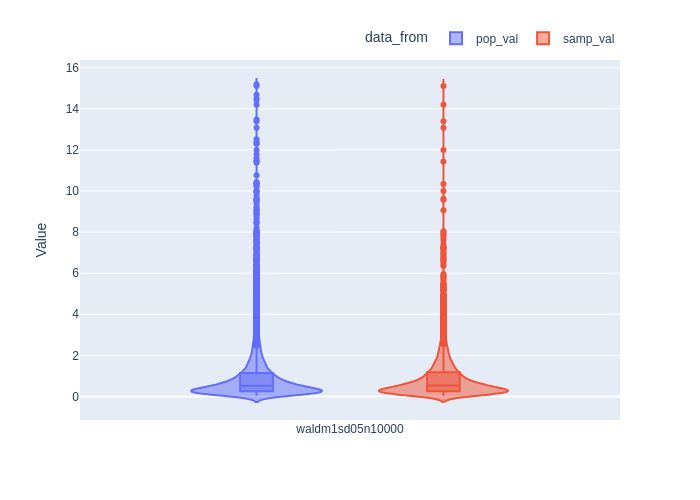 data_from
pop_val
samp_val
16
14
12
10
8
6
4
2
0
Value
waldm1sd05n10000